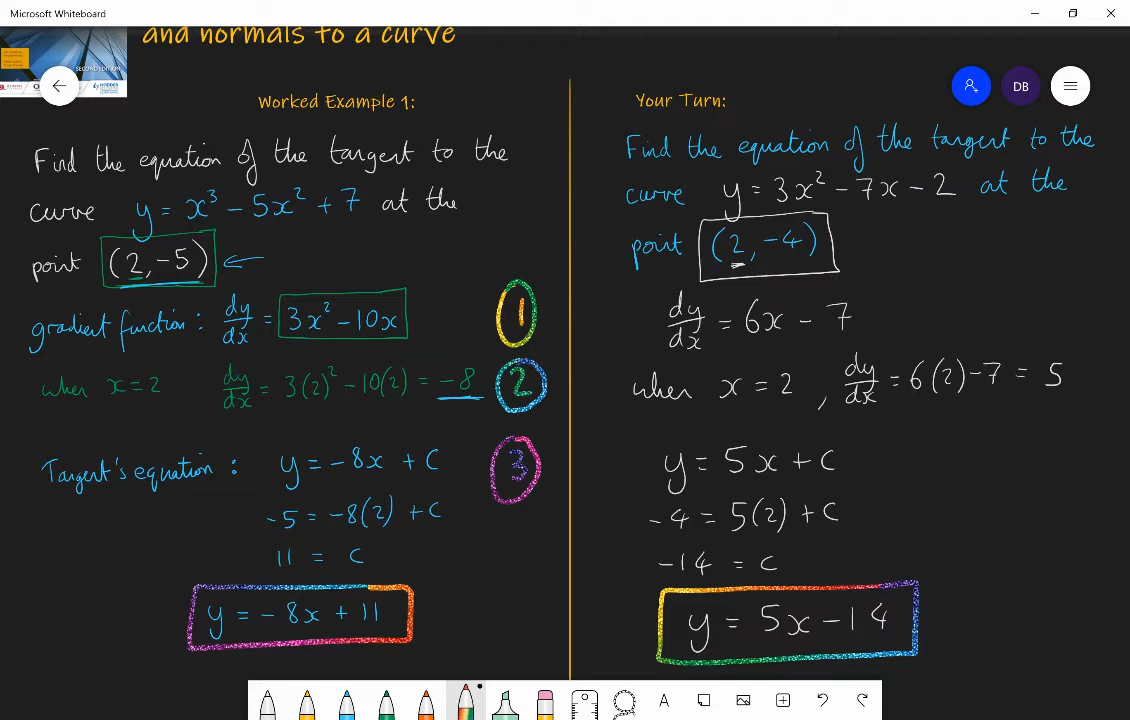 Microsoft Whiteboard
and normals to a curve
SECOND EDITION
HODDER
DB
Worked Example 1:
Find the equation of the tangent to the
curve y = x³ - 5x² + 7 at the
point (2, -5) ←
gradient function: dy/dx = 3x² - 10x 1
when x = 2 dy/dx = 3(2)² - 10(2) = -8 2
Tangent's equation: y = -8x + c 3
-5 = -8(2) + c
11 = c
y = -8x + 11
Your Turn:
Find the equation of the tangent to the
curve y = 3x² - 7x - 2 at the
point (2, -4)
dy/dx = 6x - 7
when x = 2, dy/dx = 6(2) - 7 = 5
y = 5x + c
-4 = 5(2) + c
-14 = c
y = 5x - 14
A